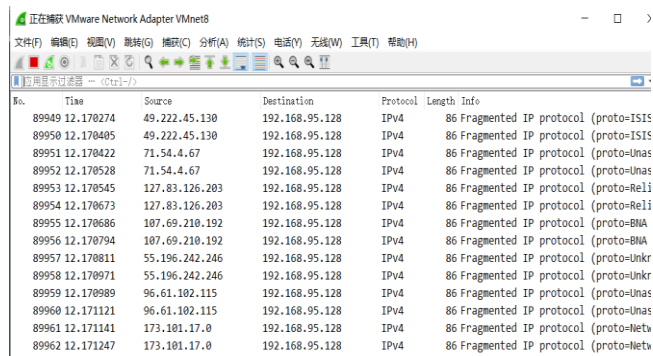 正在捕获 VMware Network Adapter VMnet8
文件(F) 编辑(E) 视图(V) 跳转(G) 捕获(C) 分析(A) 统计(S) 电话(Y) 无线(W) 工具(T) 帮助(H)
应用显示过滤器 … <Ctrl-/>
No. Time Source Destination Protocol Length Info
89949 12.170274 49.222.45.130 192.168.95.128 IPv4 86 Fragmented IP protocol (proto=ISIS
89950 12.170405 49.222.45.130 192.168.95.128 IPv4 86 Fragmented IP protocol (proto=ISIS
89951 12.170422 71.54.4.67 192.168.95.128 IPv4 86 Fragmented IP protocol (proto=Unas
89952 12.170528 71.54.4.67 192.168.95.128 IPv4 86 Fragmented IP protocol (proto=Unas
89953 12.170545 127.83.126.203 192.168.95.128 IPv4 86 Fragmented IP protocol (proto=Reli
89954 12.170673 127.83.126.203 192.168.95.128 IPv4 86 Fragmented IP protocol (proto=Reli
89955 12.170686 107.69.210.192 192.168.95.128 IPv4 86 Fragmented IP protocol (proto=BNA
89956 12.170794 107.69.210.192 192.168.95.128 IPv4 86 Fragmented IP protocol (proto=BNA
89957 12.170811 55.196.242.246 192.168.95.128 IPv4 86 Fragmented IP protocol (proto=Unkr
89958 12.170971 55.196.242.246 192.168.95.128 IPv4 86 Fragmented IP protocol (proto=Unkr
89959 12.170989 96.61.102.115 192.168.95.128 IPv4 86 Fragmented IP protocol (proto=Unas
89960 12.171121 96.61.102.115 192.168.95.128 IPv4 86 Fragmented IP protocol (proto=Unas
89961 12.171141 173.101.17.0 192.168.95.128 IPv4 86 Fragmented IP protocol (proto=Netw
89962 12.171247 173.101.17.0 192.168.95.128 IPv4 86 Fragmented IP protocol (proto=Netw